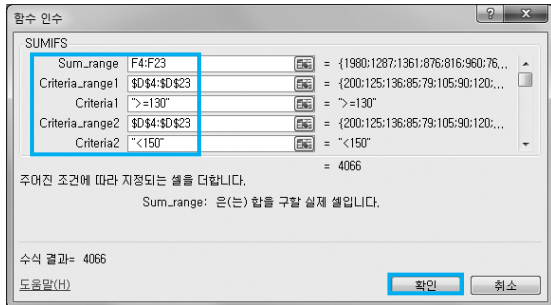 함수 인수
SUMIFS
Sum_range F4:F23 = {1980;1287;1361;876;816;960;76...
Criteria_range1 $D$4:$D$23 = {200;125;136;85;79;105;90;120;...
Criteria1 ">=130" = ">=130"
Criteria_range2 $D$4:$D$23 = {200;125;136;85;79;105;90;120;...
Criteria2 "<150" = "<150"
= 4066
주어진 조건에 따라 지정되는 셀을 더합니다.
Sum_range: 은(는) 합을 구할 실제 셀입니다.
수식 결과= 4066
도움말(H)
확인
취소